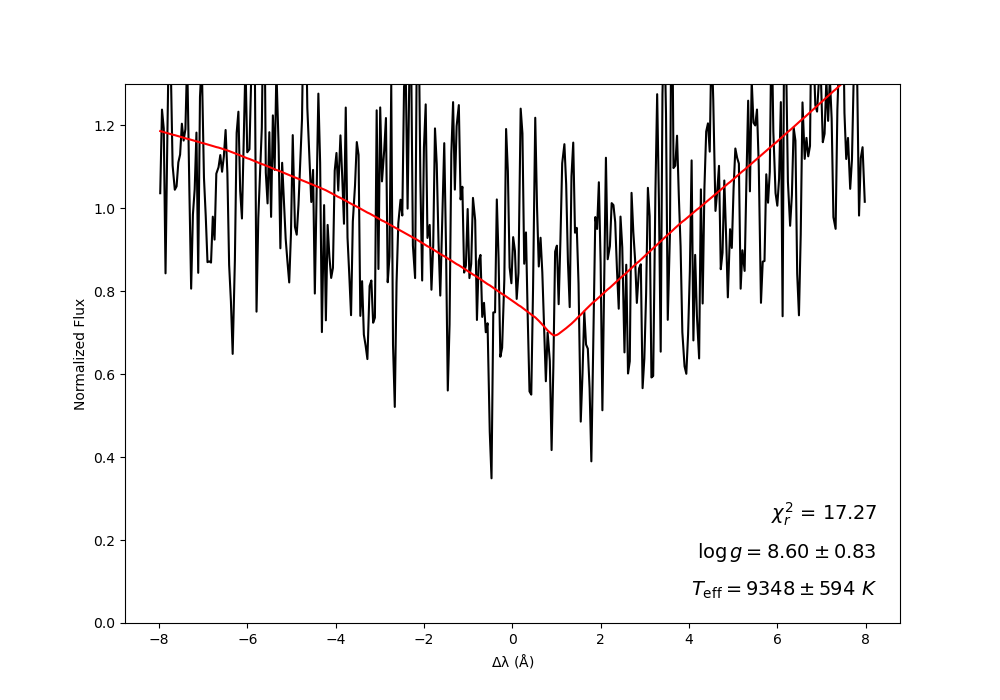 1.2
1.0
0.8
0.6
0.4
0.2
0.0
Normalized Flux
χ²ᵣ = 17.27
log g = 8.60 ± 0.83
T_eff = 9348 ± 594 K
−8 −6 −4 −2 0 2 4 6 8
Δλ (Å)